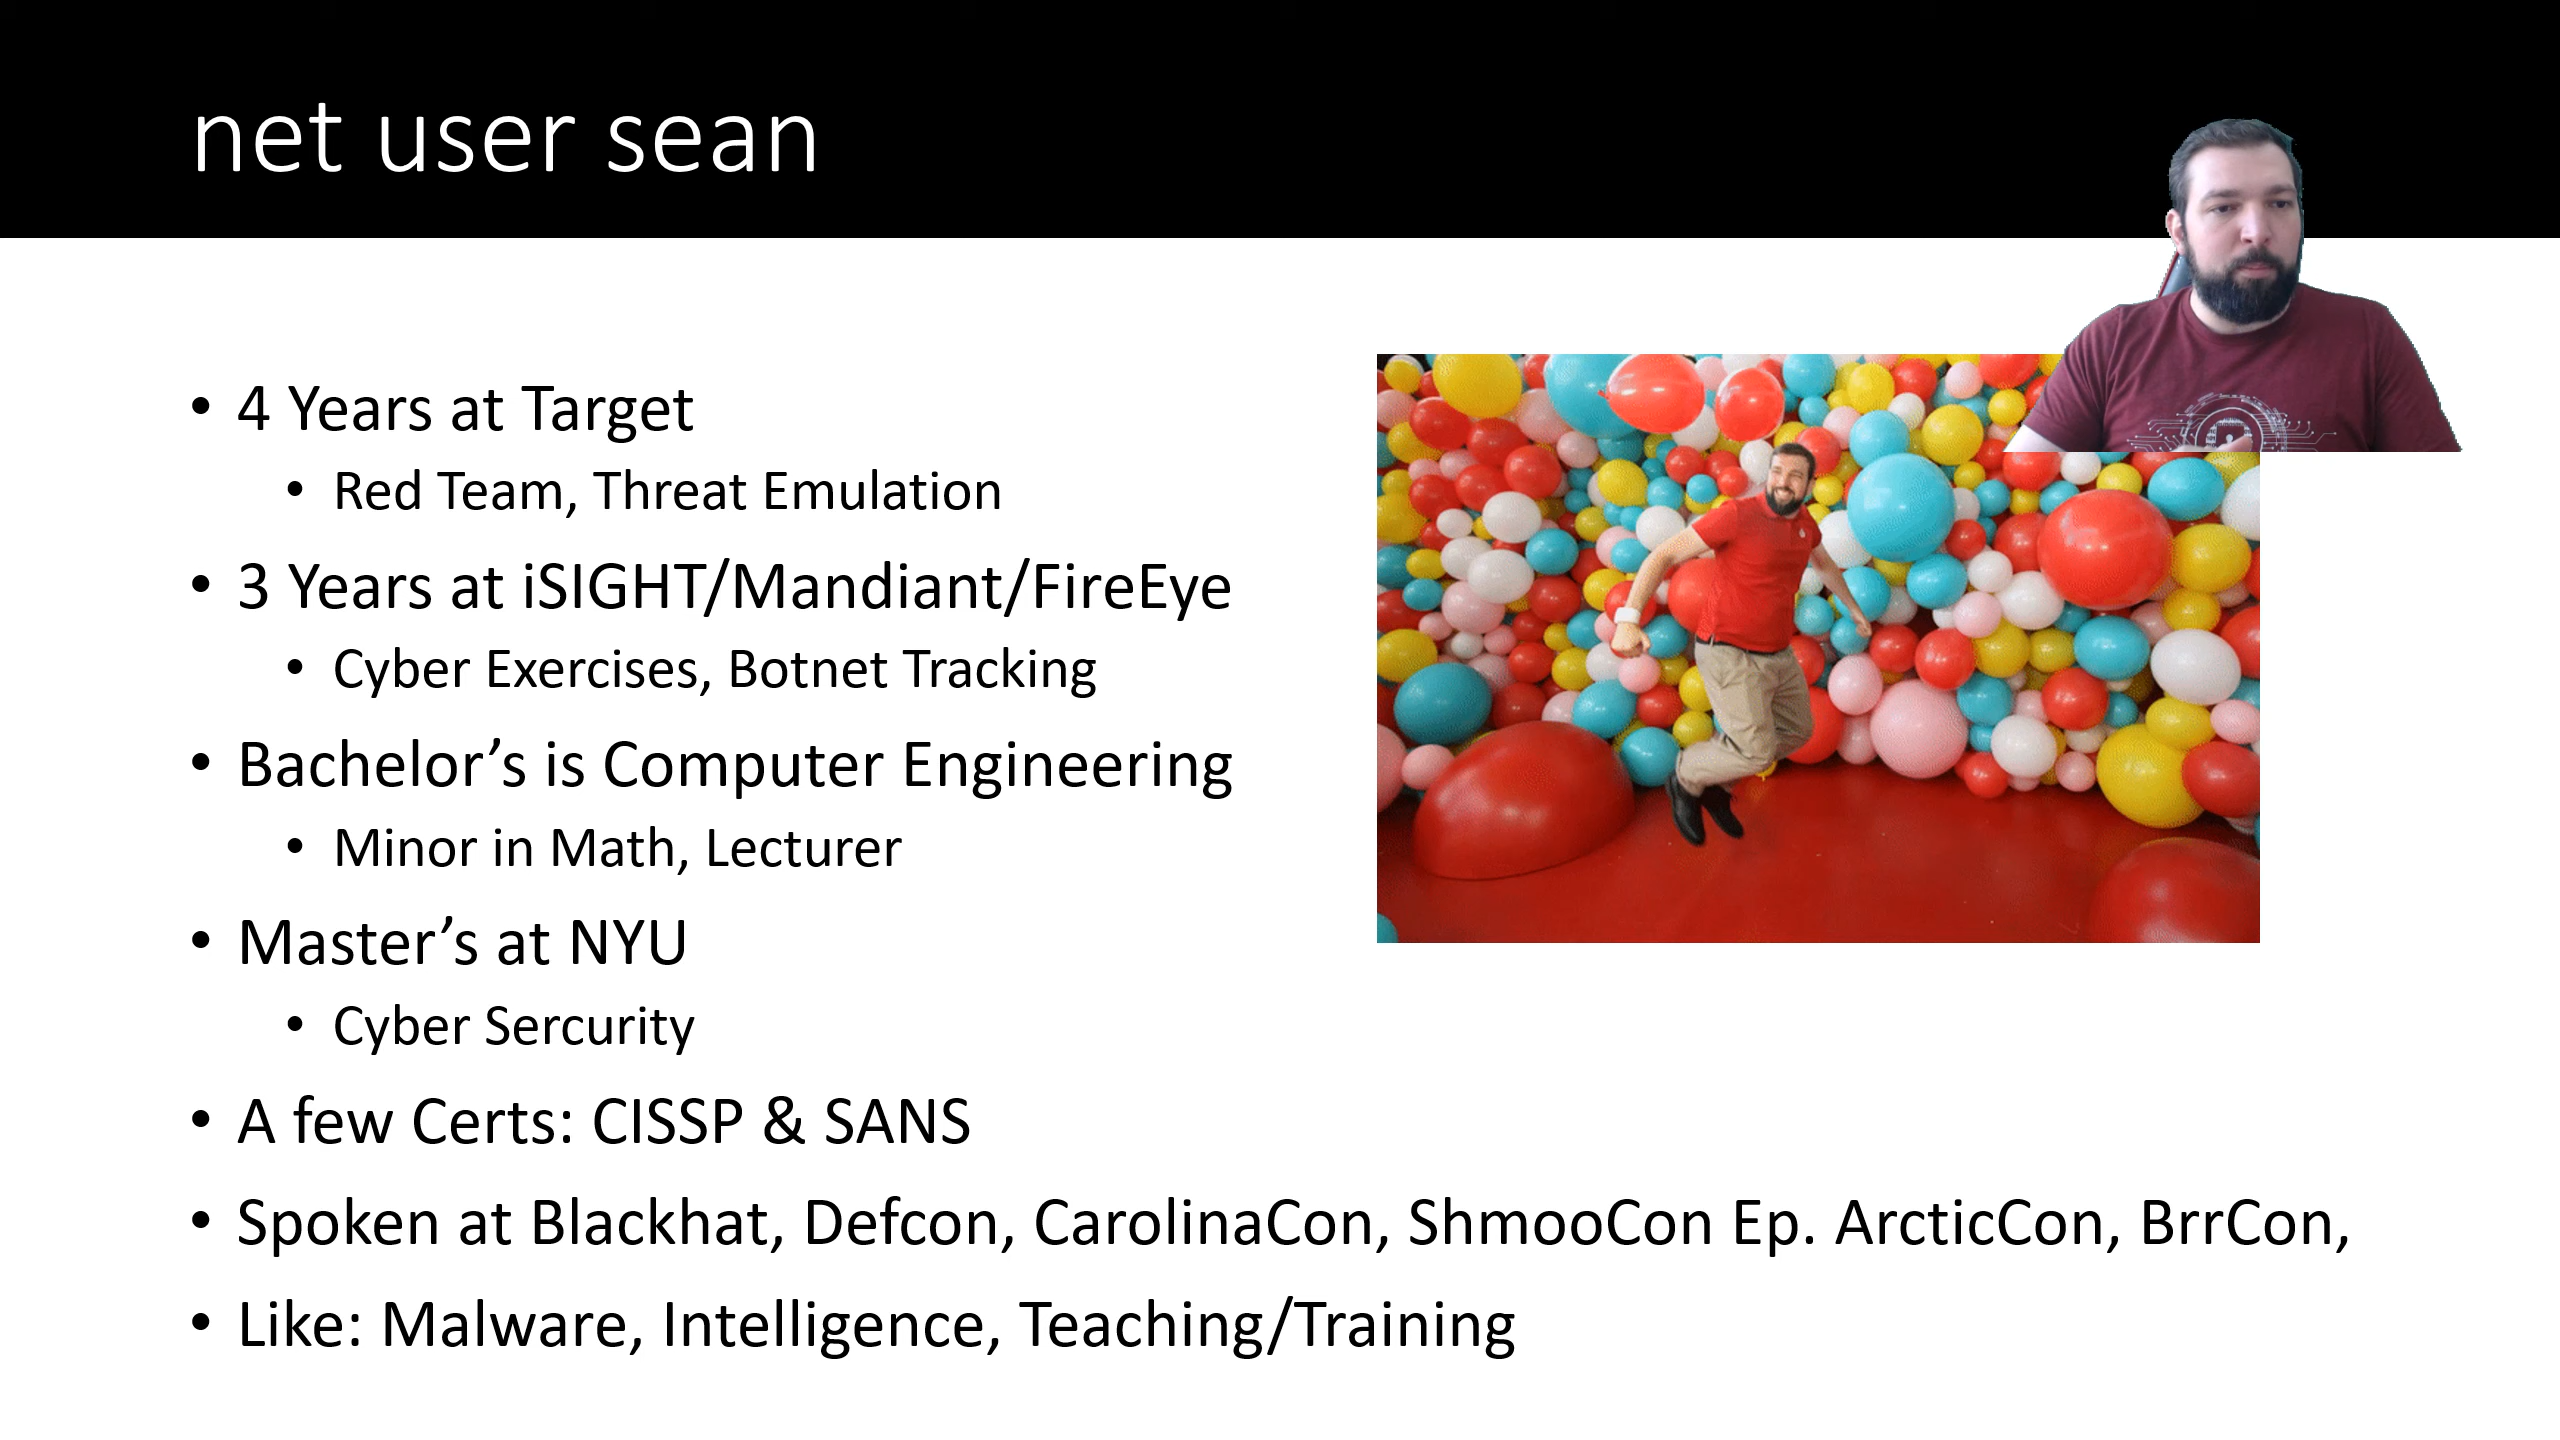 net user sean
• 4 Years at Target
• Red Team, Threat Emulation
• 3 Years at iSIGHT/Mandiant/FireEye
• Cyber Exercises, Botnet Tracking
• Bachelor’s is Computer Engineering
• Minor in Math, Lecturer
• Master’s at NYU
• Cyber Sercurity
• A few Certs: CISSP & SANS
• Spoken at Blackhat, Defcon, CarolinaCon, ShmooCon Ep. ArcticCon, BrrCon,
• Like: Malware, Intelligence, Teaching/Training